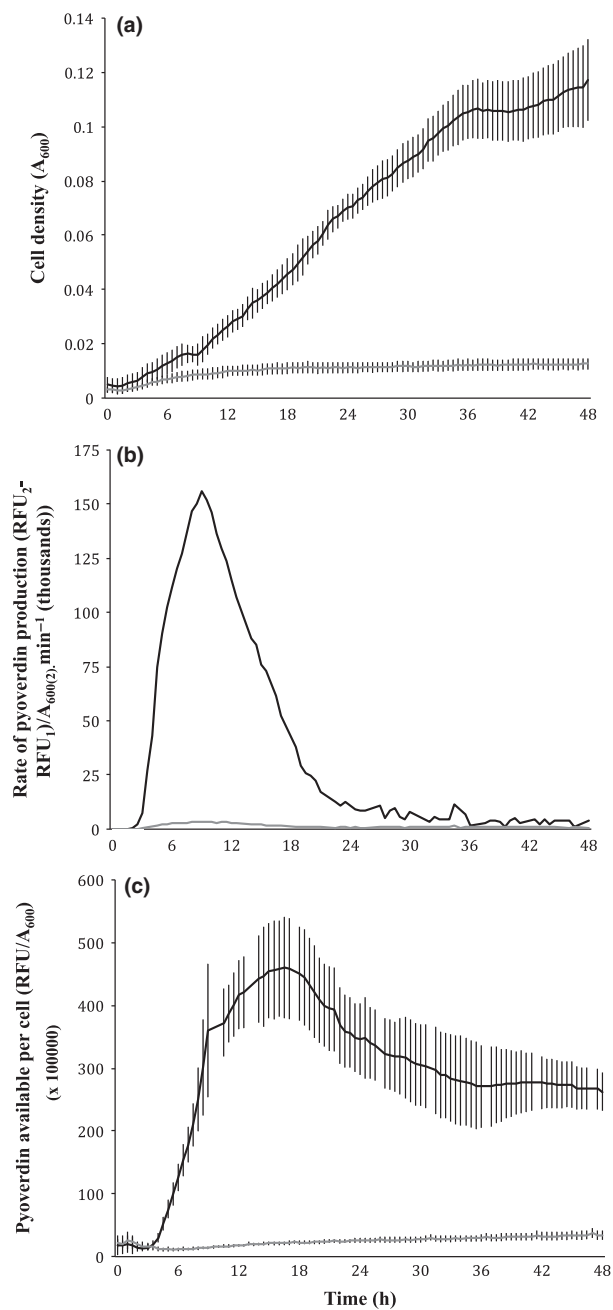 (a)
Cell density (A600)
0.14
0.12
0.1
0.08
0.06
0.04
0.02
0
0 6 12 18 24 30 36 42 48
(b)
Rate of pyoverdin production (RFU2-
RFU1)/A600(2).min−1 (thousands))
175
150
125
100
75
50
25
0
0 6 12 18 24 30 36 42 48
(c)
Pyoverdin available per cell (RFU/A600)
(x 100000)
600
500
400
300
200
100
0
0 6 12 18 24 30 36 42 48
Time (h)